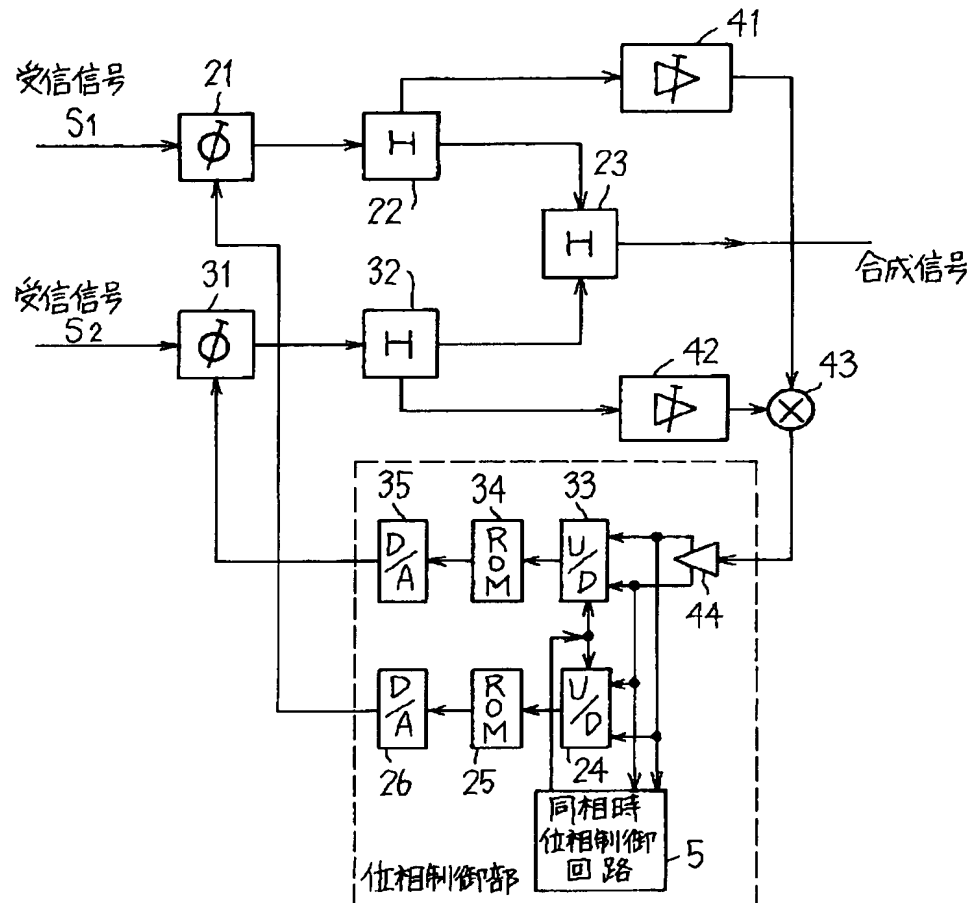 41
受信信号
S1
21
Φ
H
22
23
H
合成信号
受信信号
S2
31
Φ
32
H
42
43
×
35
34
33
D/A
ROM
U/D
44
D/A
ROM
U/D
26
25
24
同相時
位相制御
回路
5
位相制御部